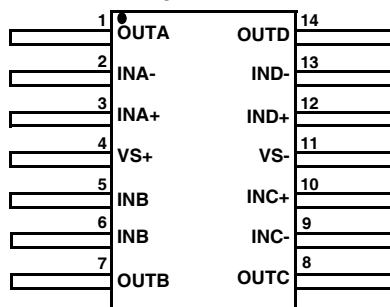 1 OUTA OUTD 14
2 INA- IND- 13
3 INA+ IND+ 12
4 VS+ VS- 11
5 INB INC+ 10
6 INB INC- 9
7 OUTB OUTC 8